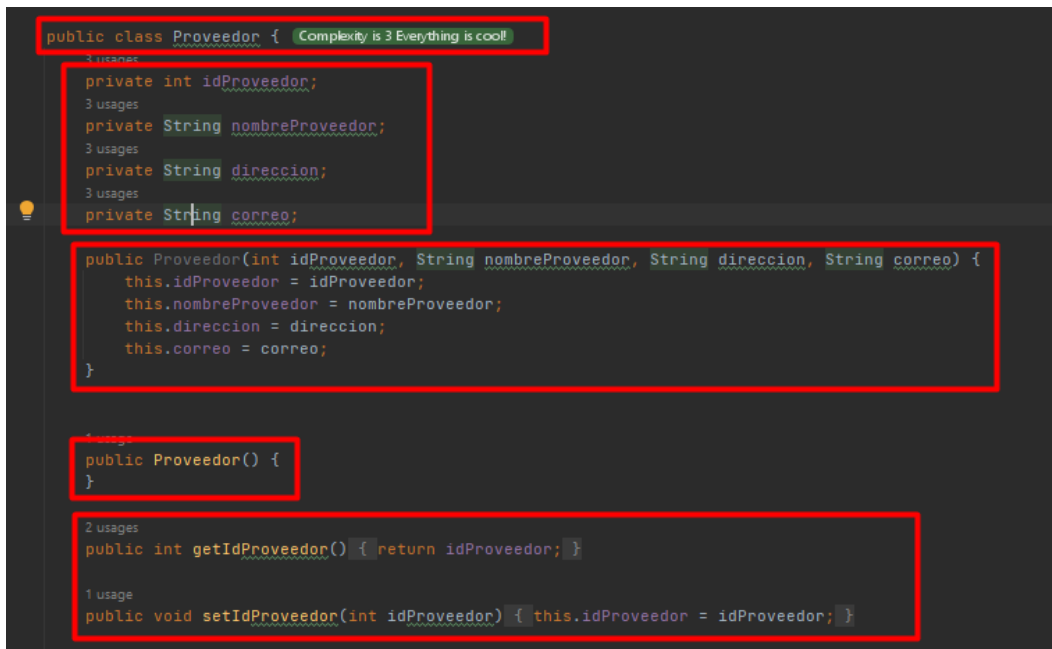 public class Proveedor { Complexity is 3 Everything is cool!
3 usages
private int idProveedor;
3 usages
private String nombreProveedor;
3 usages
private String direccion;
3 usages
private String correo;
public Proveedor(int idProveedor, String nombreProveedor, String direccion, String correo) {
this.idProveedor = idProveedor;
this.nombreProveedor = nombreProveedor;
this.direccion = direccion;
this.correo = correo;
}
1 usage
public Proveedor() {
}
2 usages
public int getIdProveedor() { return idProveedor; }
1 usage
public void setIdProveedor(int idProveedor) { this.idProveedor = idProveedor; }